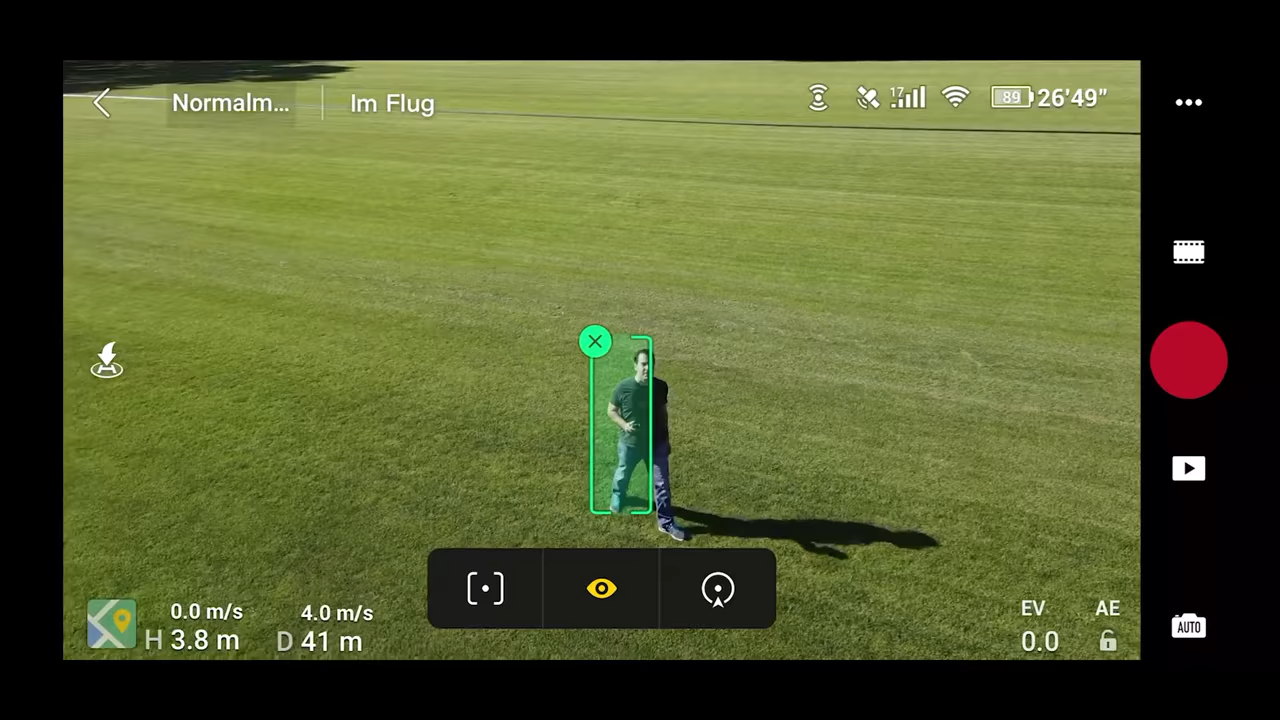 Normalm... Im Flug 17 89 26'49"
0.0 m/s 4.0 m/s EV AE
H 3.8 m D 41 m 0.0
AUTO